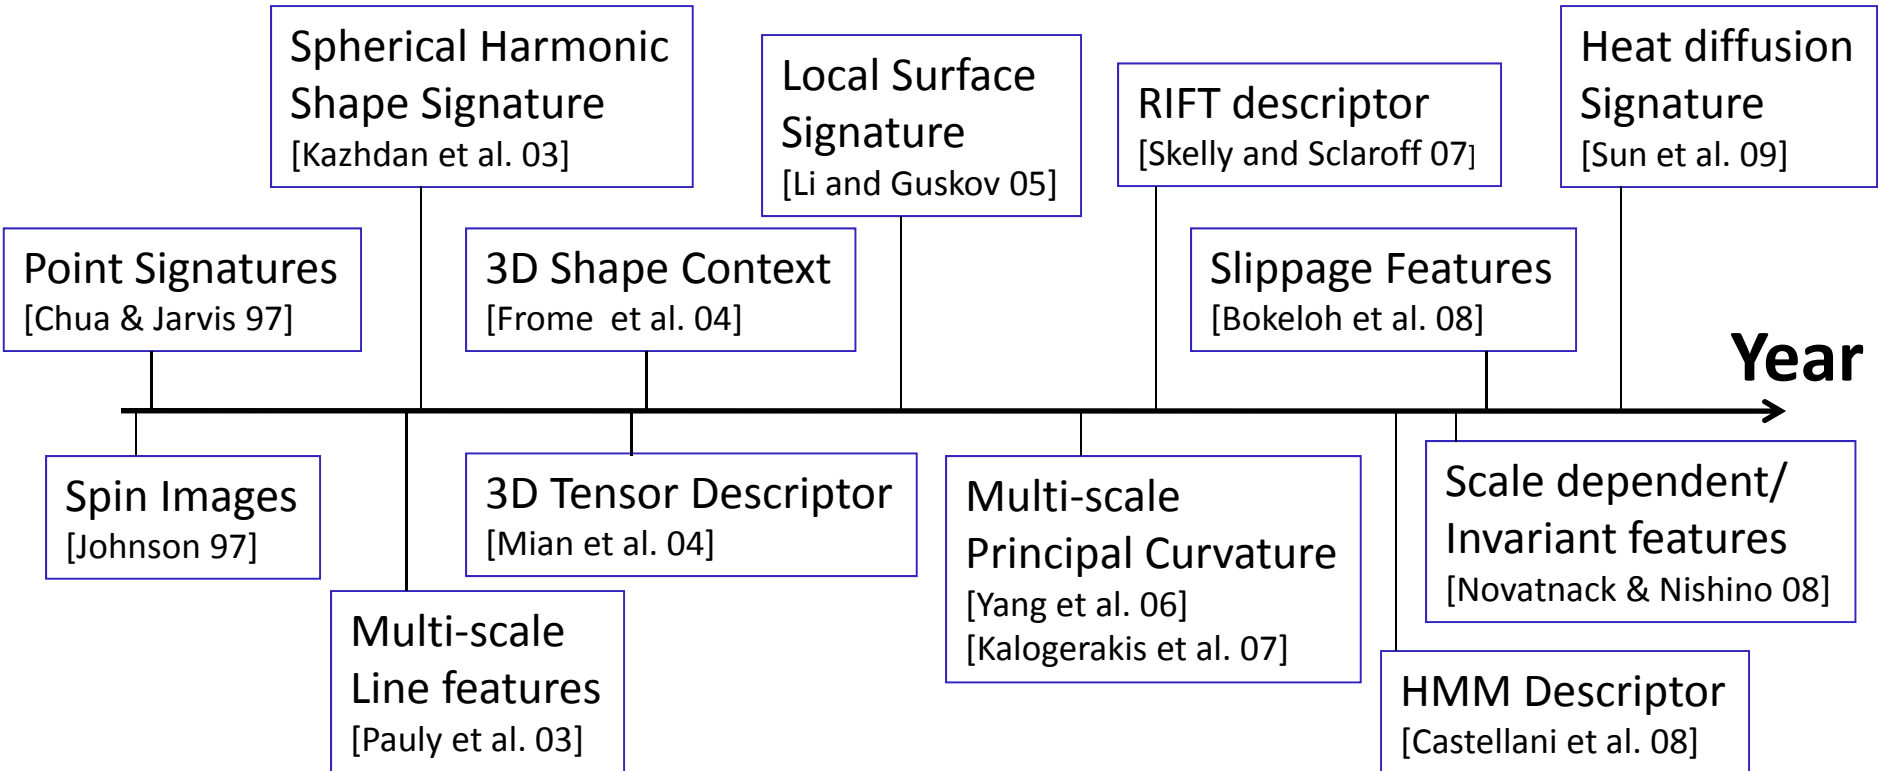 Spherical Harmonic
Shape Signature
[Kazhdan et al. 03]
Local Surface
Signature
[Li and Guskov 05]
RIFT descriptor
[Skelly and Sclaroff 07]
Heat diffusion
Signature
[Sun et al. 09]
Point Signatures
[Chua & Jarvis 97]
3D Shape Context
[Frome et al. 04]
Slippage Features
[Bokeloh et al. 08]
Year
Spin Images
[Johnson 97]
Multi-scale
Line features
[Pauly et al. 03]
3D Tensor Descriptor
[Mian et al. 04]
Multi-scale
Principal Curvature
[Yang et al. 06]
[Kalogerakis et al. 07]
Scale dependent/
Invariant features
[Novatnack & Nishino 08]
HMM Descriptor
[Castellani et al. 08]